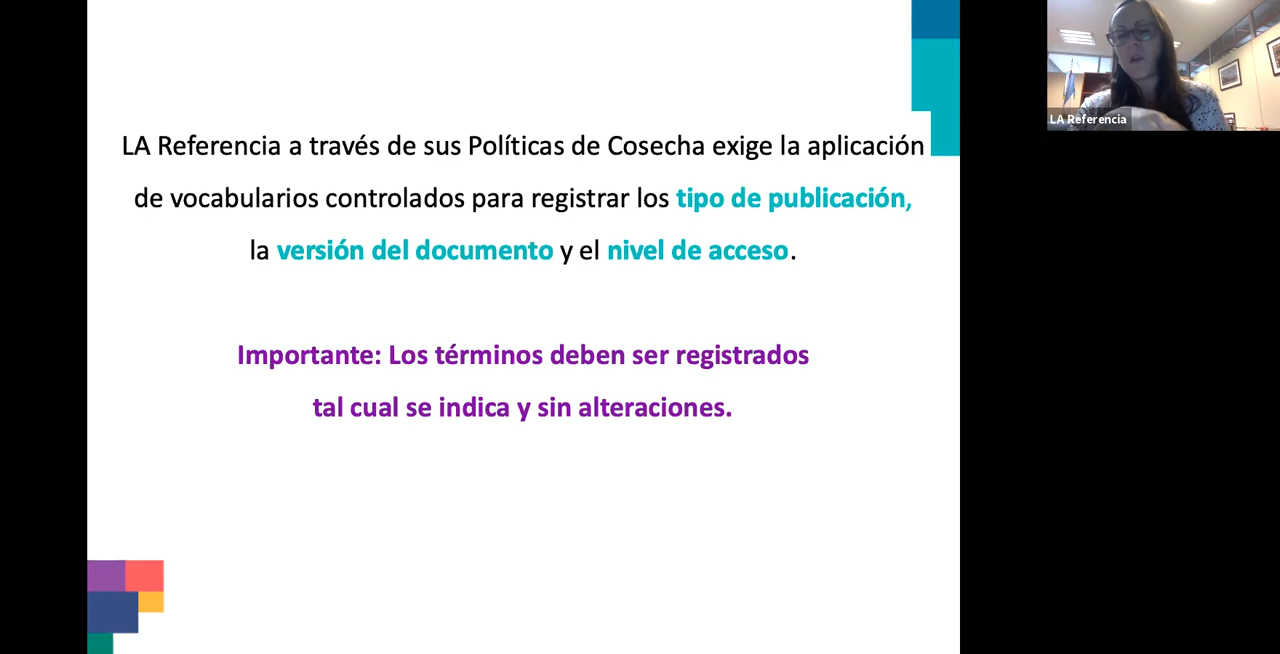 LA Referencia a través de sus Políticas de Cosecha exige la aplicación
de vocabularios controlados para registrar los tipo de publicación,
la versión del documento y el nivel de acceso.
Importante: Los términos deben ser registrados
tal cual se indica y sin alteraciones.
LA Referencia